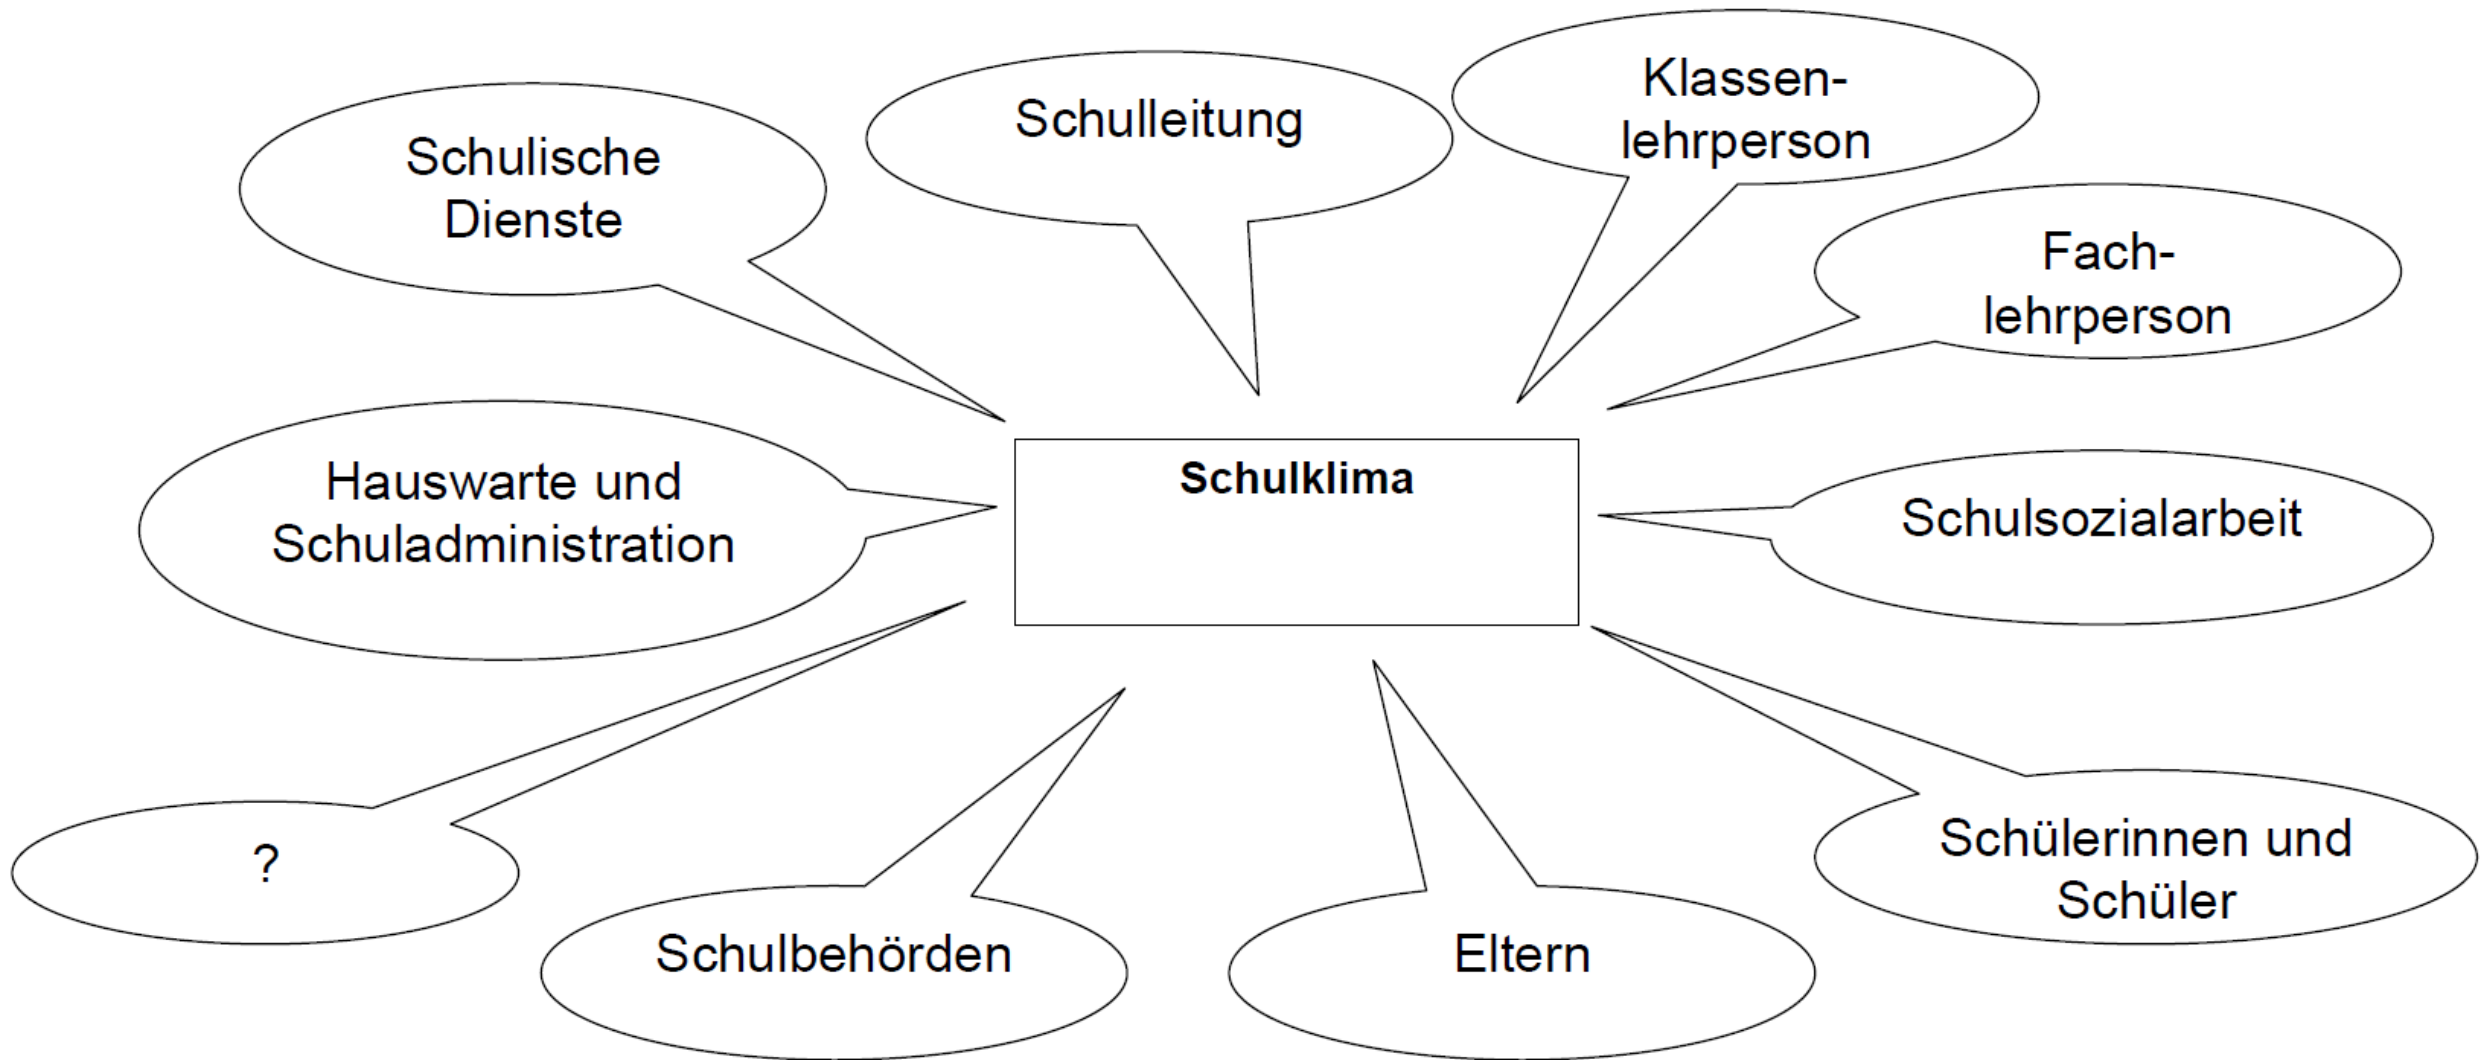 Schulische
Dienste
Schulleitung
Klassen-
lehrperson
Fach-
lehrperson
Hauswarte und
Schuladministration
Schulklima
Schulsozialarbeit
?
Schulbehörden
Eltern
Schülerinnen und
Schüler